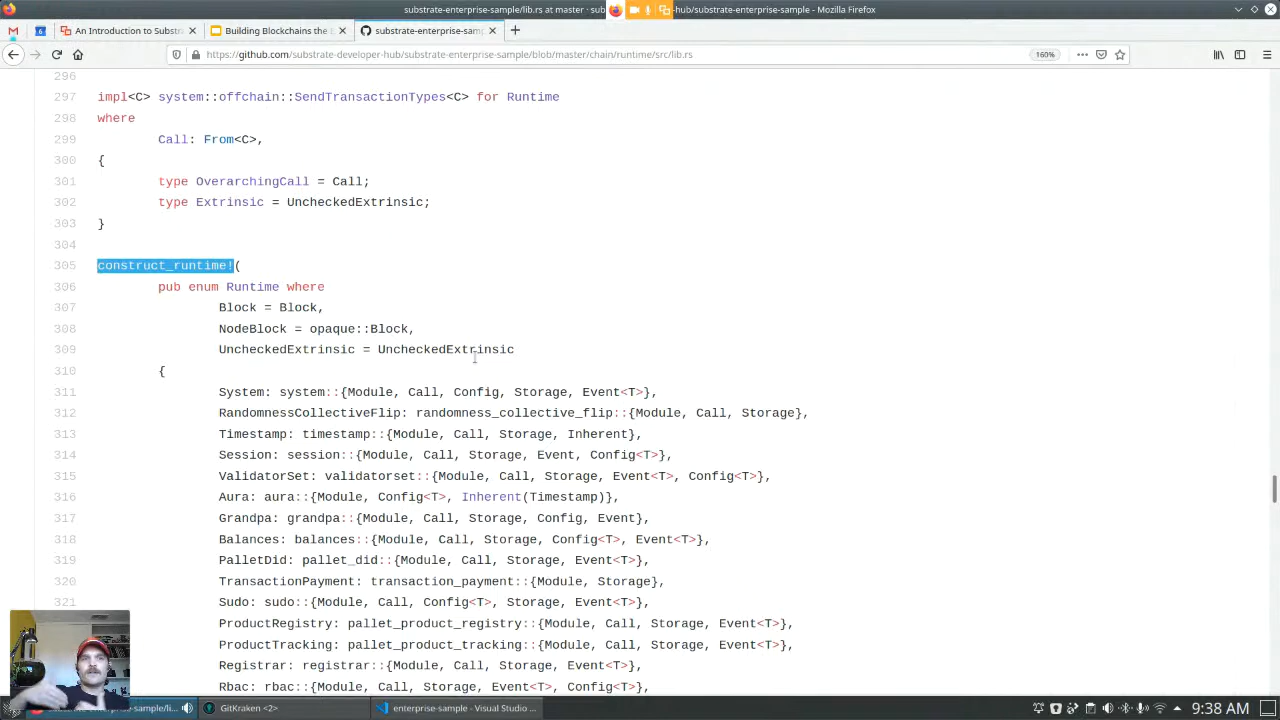 substrate-enterprise-sample/lib.rs at master · sub hub/substrate-enterprise-sample - Mozilla Firefox
An Introduction to Substr
Building Blockchains the
substrate-enterprise-samp
https://github.com/substrate-developer-hub/substrate-enterprise-sample/blob/master/chain/runtime/src/lib.rs
160%
296
297 impl<C> system::offchain::SendTransactionTypes<C> for Runtime
298 where
299 Call: From<C>,
300 {
301 type OverarchingCall = Call;
302 type Extrinsic = UncheckedExtrinsic;
303 }
304
305 construct_runtime!(
306 pub enum Runtime where
307 Block = Block,
308 NodeBlock = opaque::Block,
309 UncheckedExtrinsic = UncheckedExtrinsic
310 {
311 System: system::{Module, Call, Config, Storage, Event<T>},
312 RandomnessCollectiveFlip: randomness_collective_flip::{Module, Call, Storage},
313 Timestamp: timestamp::{Module, Call, Storage, Inherent},
314 Session: session::{Module, Call, Storage, Event, Config<T>},
315 ValidatorSet: validatorset::{Module, Call, Storage, Event<T>, Config<T>},
316 Aura: aura::{Module, Config<T>, Inherent(Timestamp)},
317 Grandpa: grandpa::{Module, Call, Storage, Config, Event},
318 Balances: balances::{Module, Call, Storage, Config<T>, Event<T>},
319 PalletDid: pallet_did::{Module, Call, Storage, Event<T>},
320 TransactionPayment: transaction_payment::{Module, Storage},
321 Sudo: sudo::{Module, Call, Config<T>, Storage, Event<T>},
ProductRegistry: pallet_product_registry::{Module, Call, Storage, Event<T>},
ProductTracking: pallet_product_tracking::{Module, Call, Storage, Event<T>},
Registrar: registrar::{Module, Call, Storage, Event<T>},
Rbac: rbac::{Module, Call, Storage, Event<T>, Config<T>},
substrate-enterprise-sample/li...
GitKraken <2>
enterprise-sample - Visual Studio ...
9:38 AM